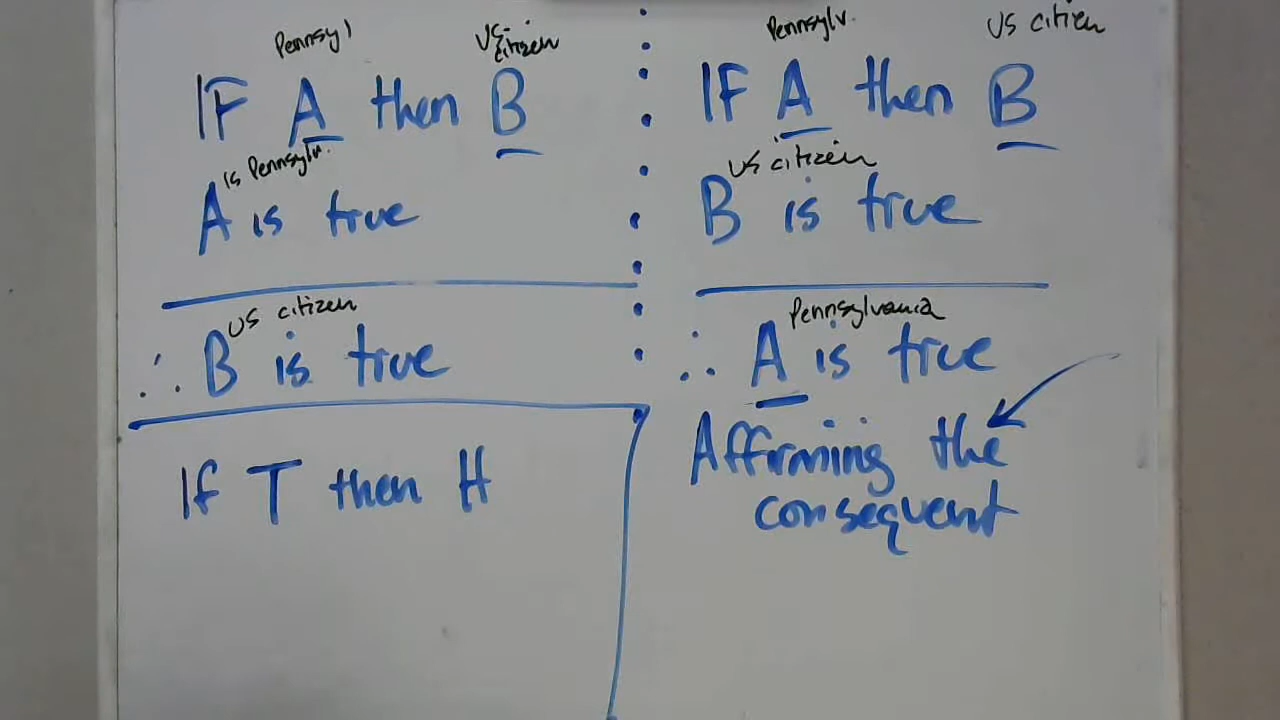 Pennsyl
US citizen
IF A then B
is Pennsylv.
A is true
US citizen
∴ B is true
If T then H
Pennsylv.
US citien
IF A then B
US citizen
B is true
Pennsylvania
∴ A is true
Affirming the
consequent